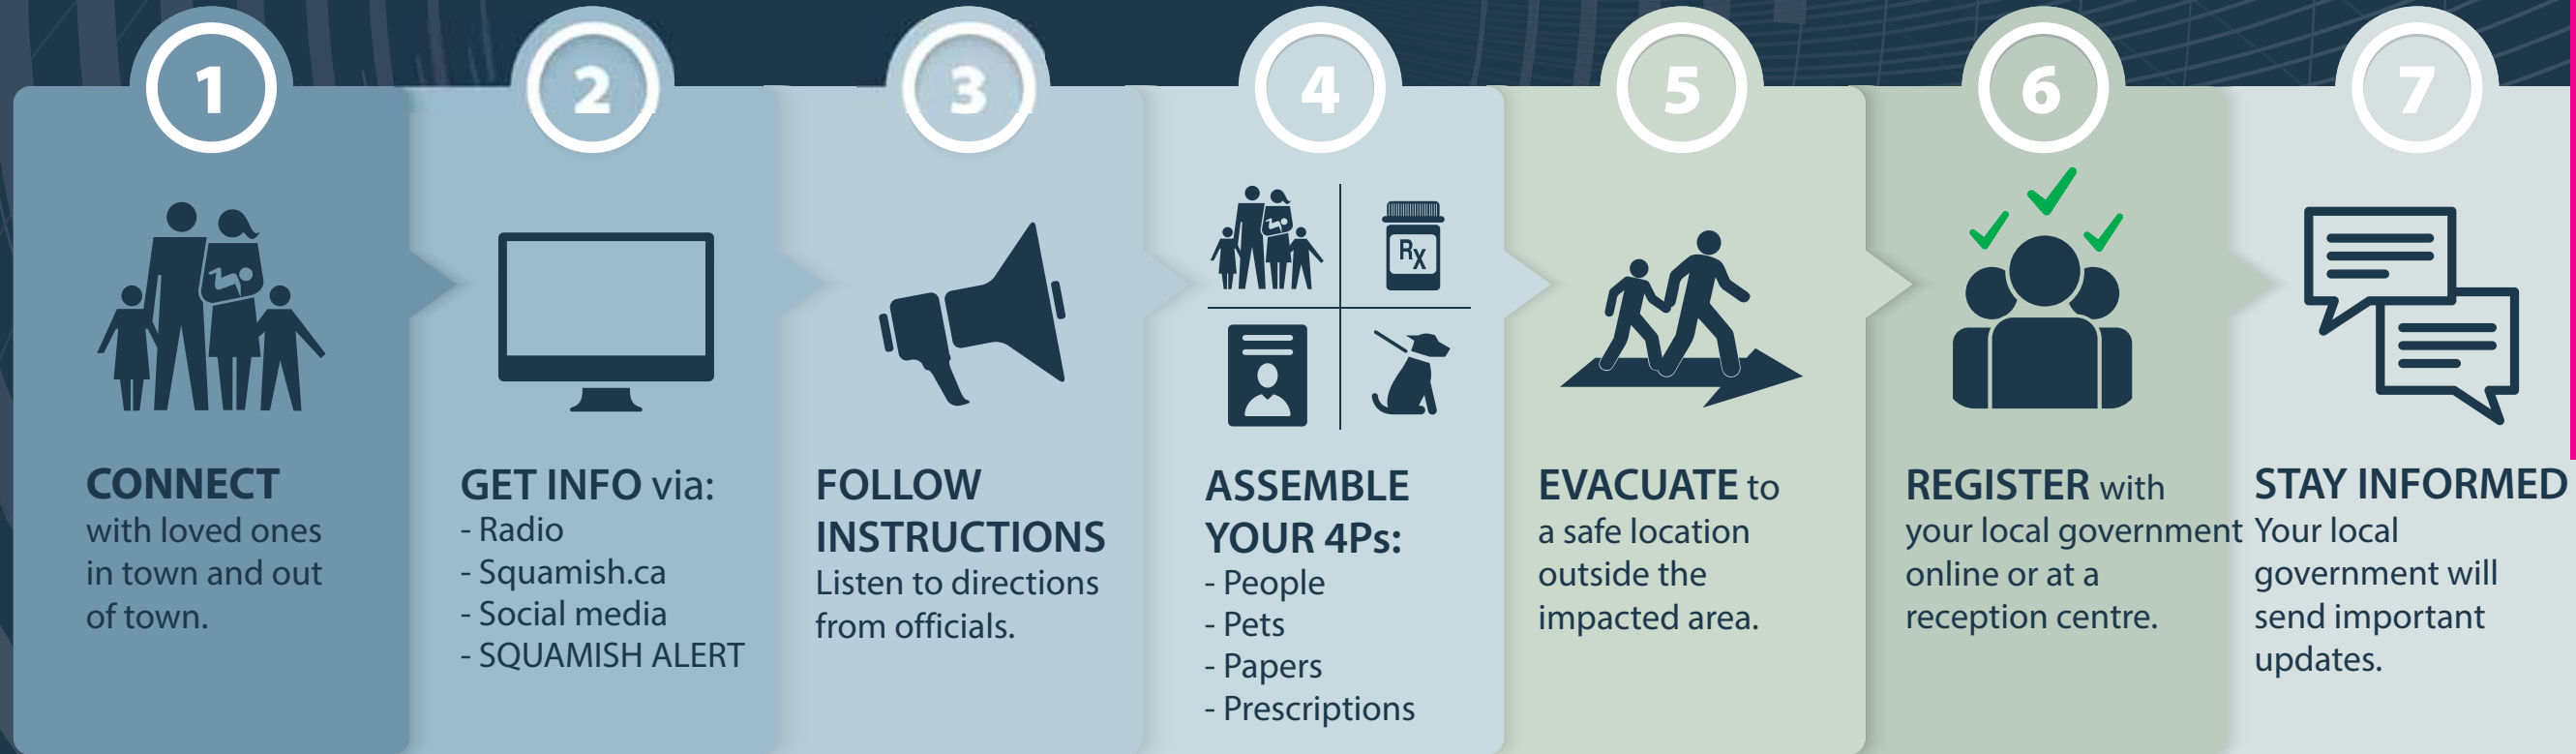 1
CONNECT
with loved ones
in town and out
of town.
2
GET INFO via:
- Radio
- Squamish.ca
- Social media
- SQUAMISH ALERT
3
FOLLOW
INSTRUCTIONS
Listen to directions
from officials.
4
RX
ASSEMBLE
YOUR 4Ps:
- People
- Pets
- Papers
- Prescriptions
5
EVACUATE to
a safe location
outside the
impacted area.
6
REGISTER with
your local government
online or at a
reception centre.
7
STAY INFORMED
Your local
government will
send important
updates.